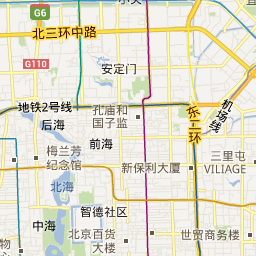 G6
北三环中路
G110
安定门
地铁2号线
孔庙和
国子监
后海
东二环
机场线
前海
梅兰芳
纪念馆
新保利大厦
三里屯
VILIAGE
北海
智德社区
中海
北京百货
大楼
世贸商务楼